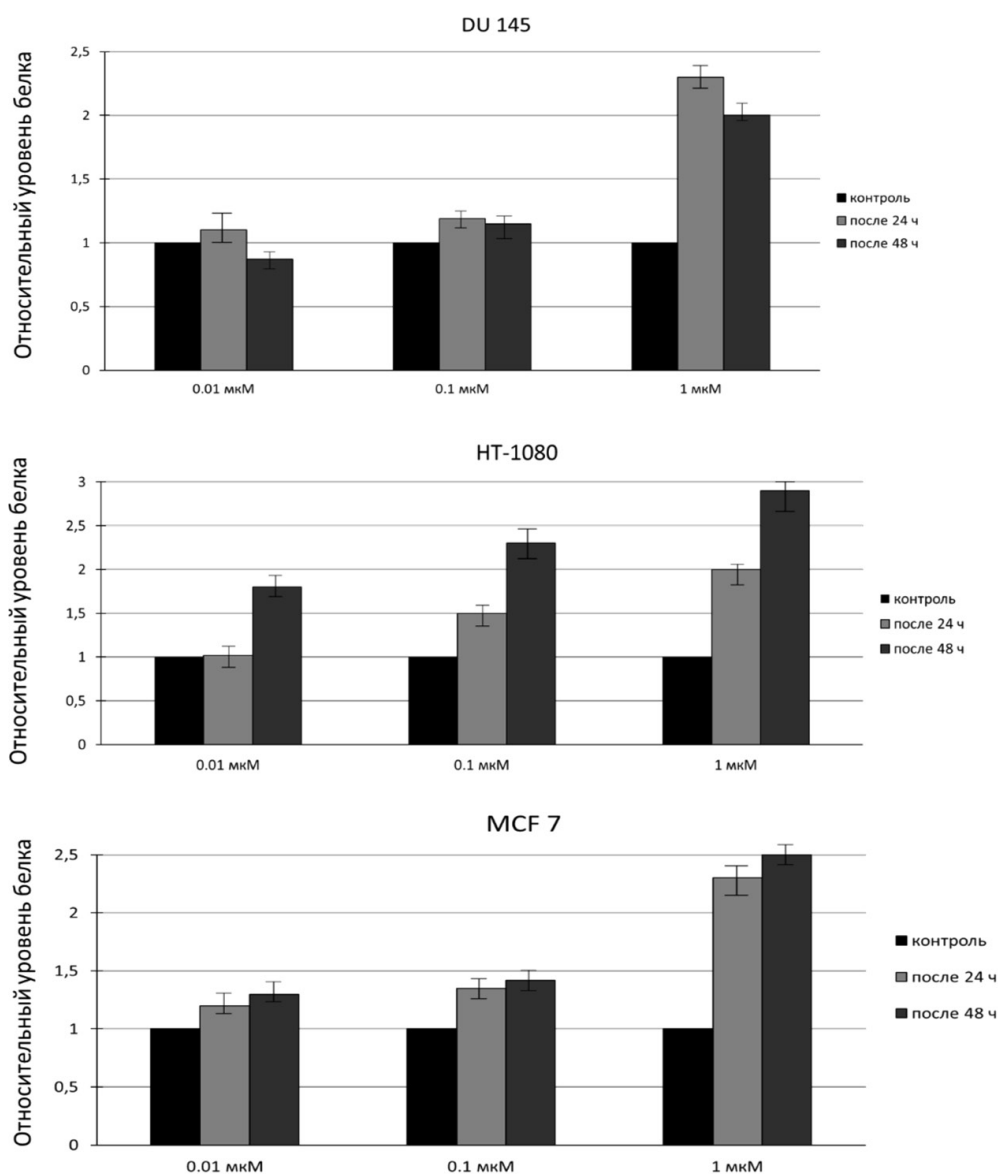 DU 145
Относительный уровень белка
2,5
2
1,5
1
0,5
0
0.01 мкМ
0.1 мкМ
1 мкМ
контроль
после 24 ч
после 48 ч
HT-1080
Относительный уровень белка
3
2,5
2
1,5
1
0,5
0
0.01 мкМ
0.1 мкМ
1 мкМ
контроль
после 24 ч
после 48 ч
MCF 7
Относительный уровень белка
2,5
2
1,5
1
0,5
0
0.01 мкМ
0.1 мкМ
1 мкМ
контроль
после 24 ч
после 48 ч